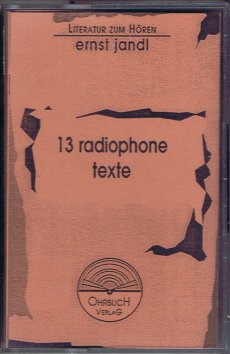 LITERATUR ZUM HÖREN
ernst jandl
13 radiophone
texte
OHRBUCH
VERLAG